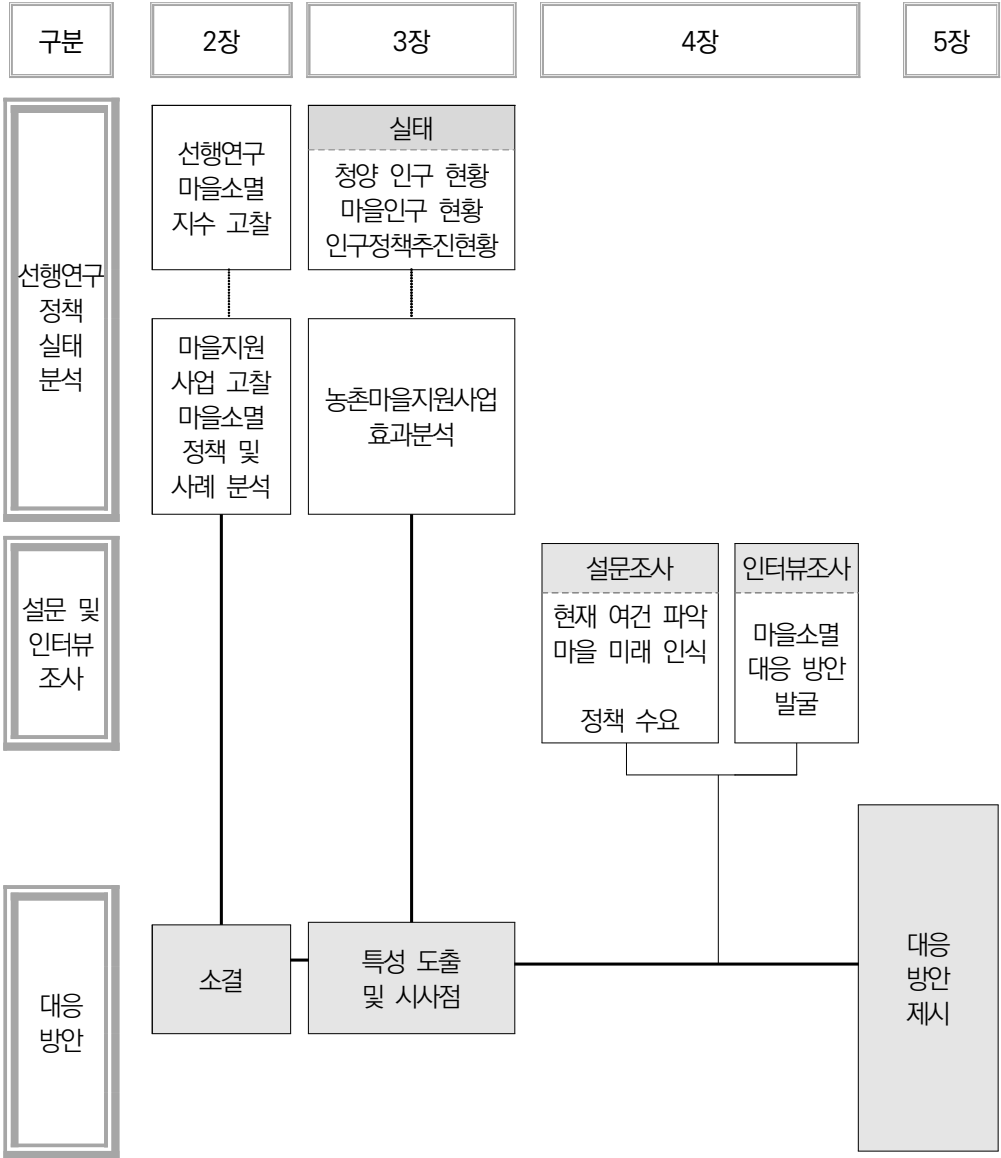 구분
2장
3장
4장
5장
선행연구
정책
실태
분석
선행연구
마을소멸
지수 고찰
실태
청양 인구 현황
마을인구 현황
인구정책추진현황
마을지원
사업 고찰
마을소멸
정책 및
사례 분석
농촌마을지원사업
효과분석
설문 및
인터뷰
조사
설문조사
현재 여건 파악
마을 미래 인식
정책 수요
인터뷰조사
마을소멸
대응 방안
발굴
대응
방안
소결
특성 도출
및 시사점
대응
방안
제시